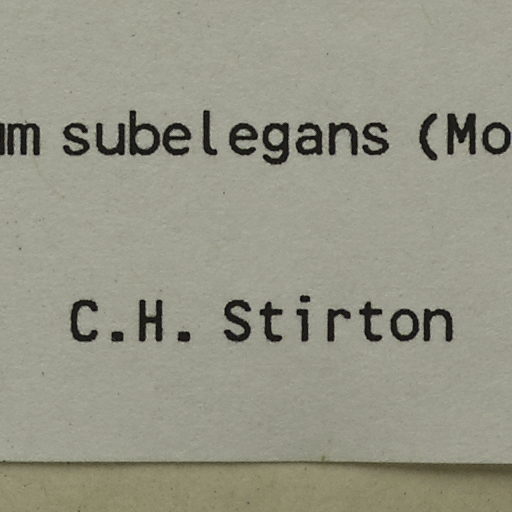 um subelegans (Mo
C.H. Stirton